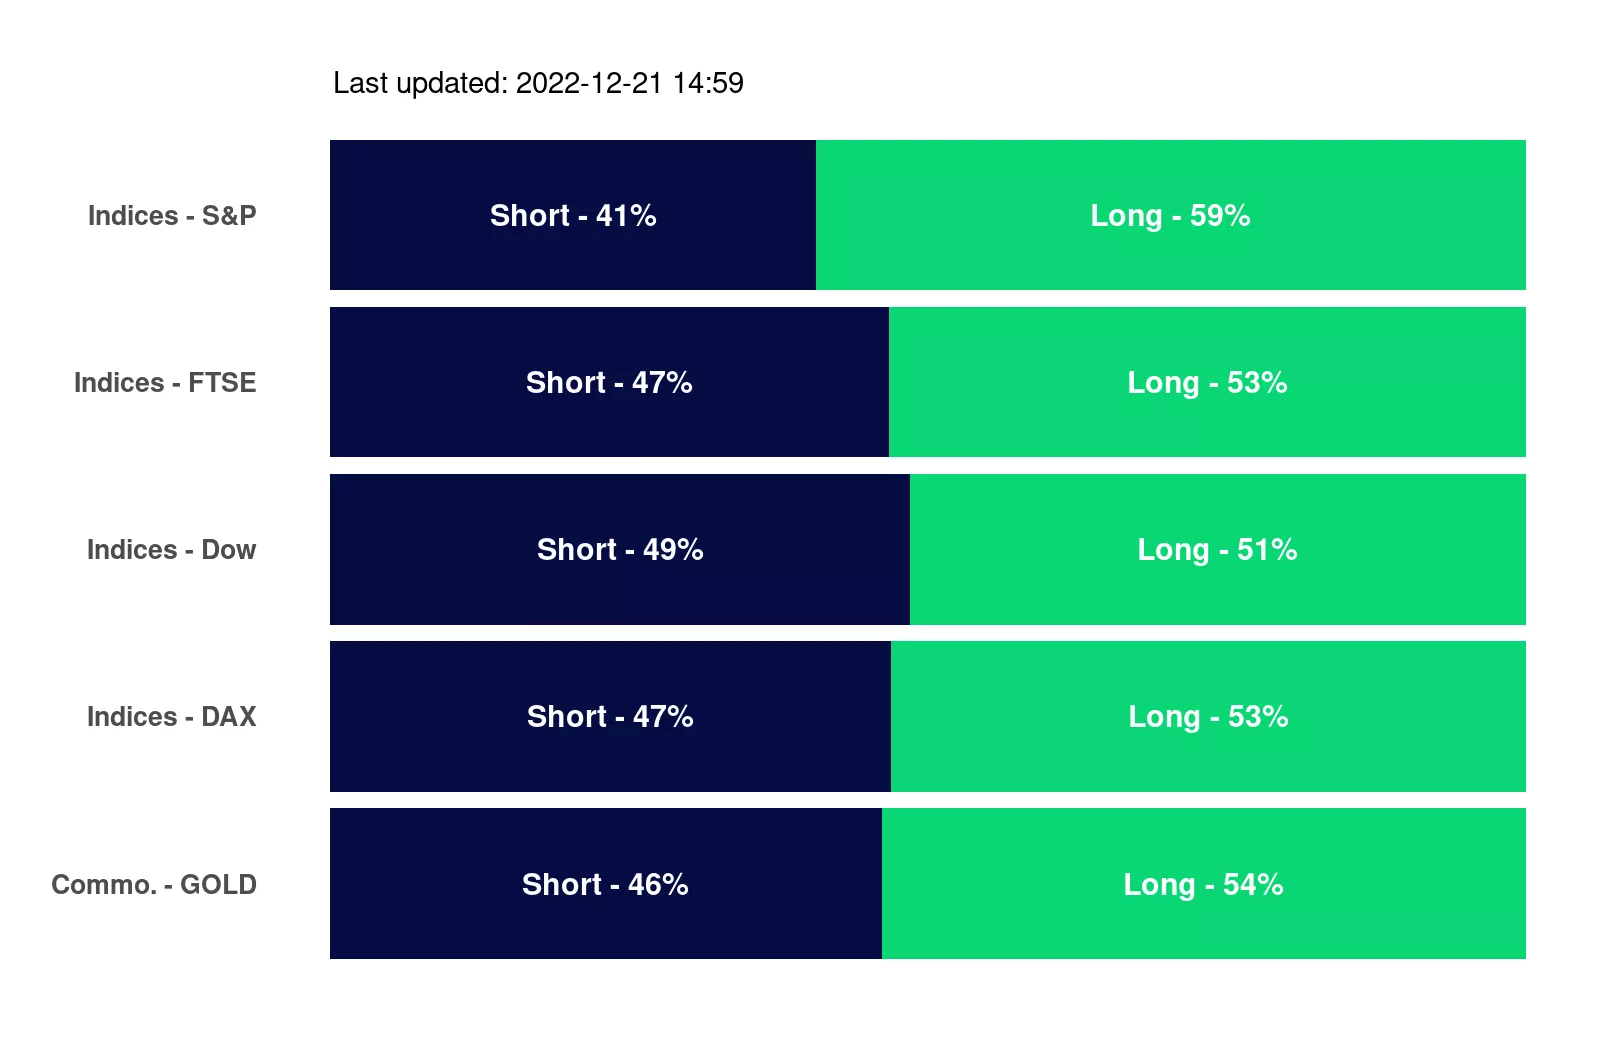 Last updated: 2022-12-21 14:59
Indices - S&P Short - 41% Long - 59%
Indices - FTSE Short - 47% Long - 53%
Indices - Dow Short - 49% Long - 51%
Indices - DAX Short - 47% Long - 53%
Commo. - GOLD Short - 46% Long - 54%